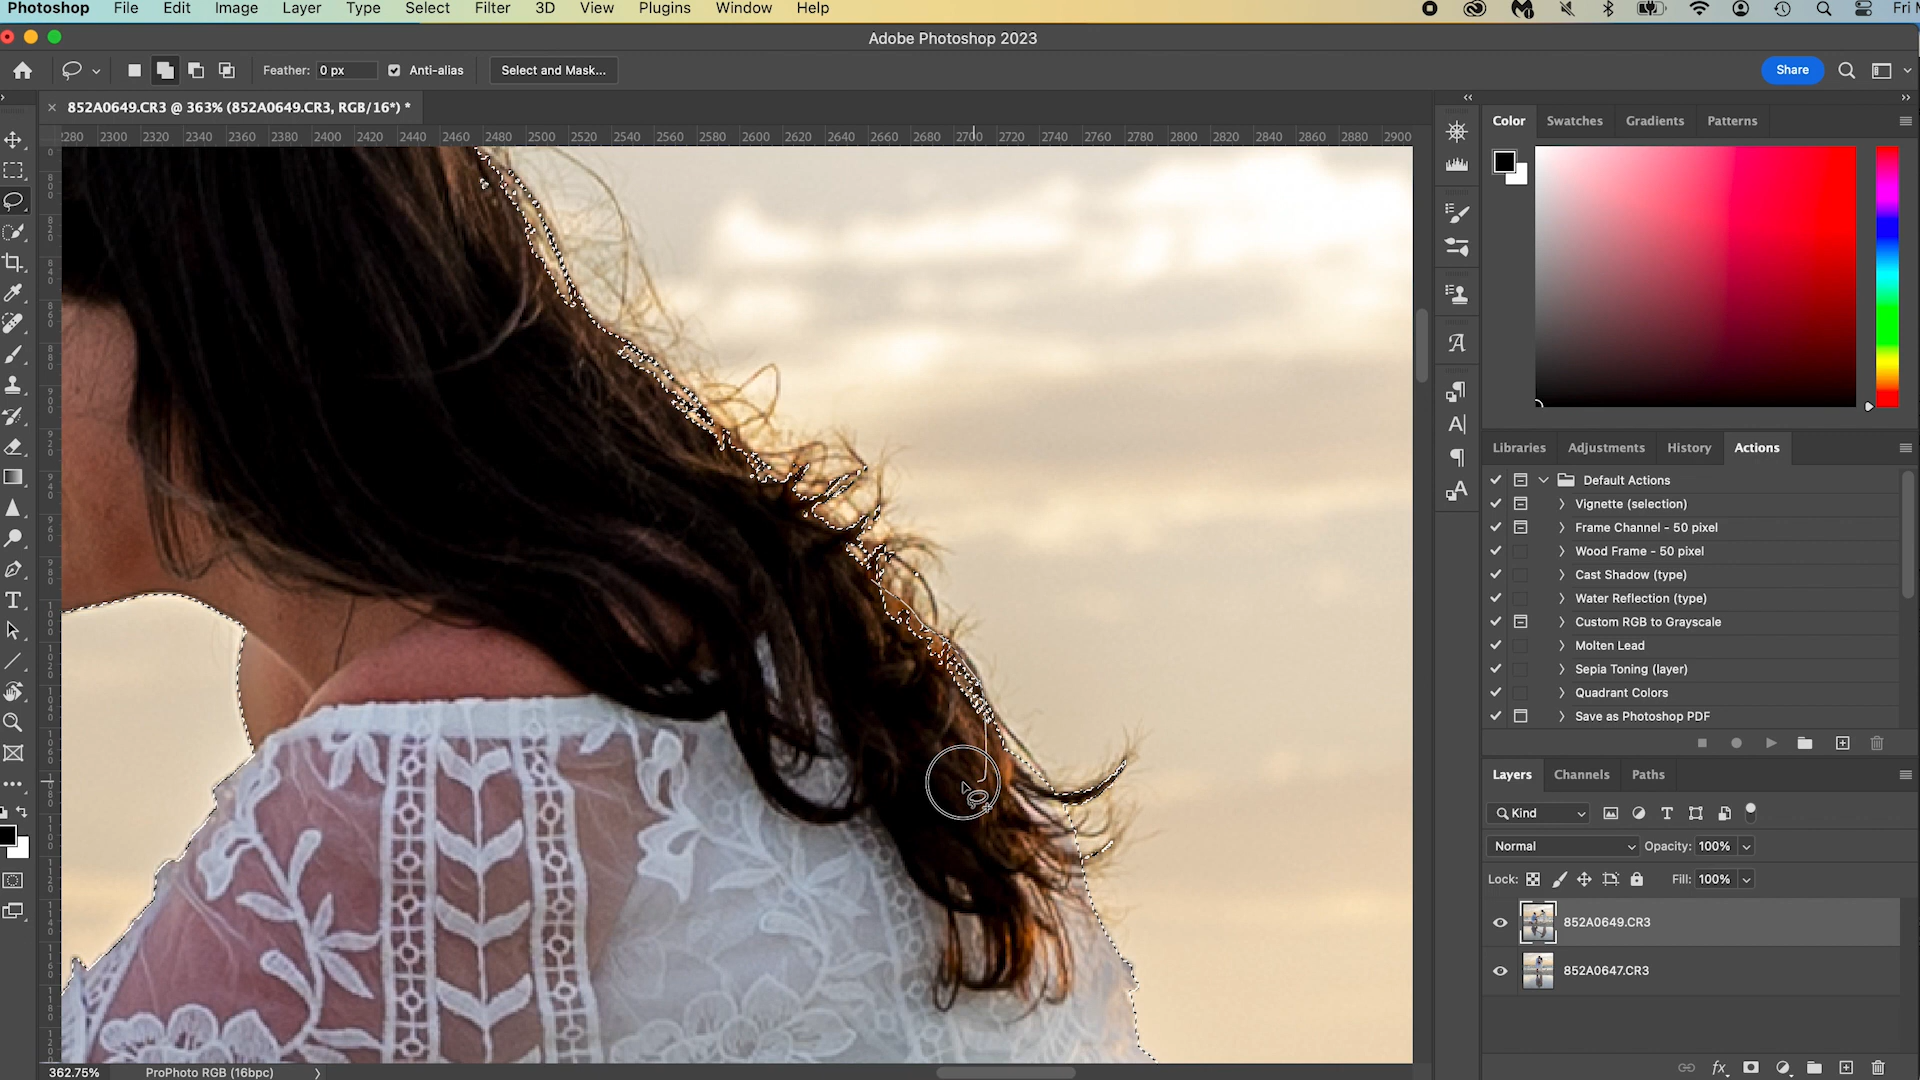 Photoshop File Edit Image Layer Type Select Filter 3D View Plugins Window Help Fri
Adobe Photoshop 2023
Feather: 0 px Anti-alias Select and Mask... Share
852A0649.CR3 @ 363% (852A0649.CR3, RGB/16*) *
2300 2320 2340 2360 2380 2400 2420 2440 2460 2480 2500 2520 2540 2560 2580 2600 2620 2640 2660 2680 2700 2720 2740 2760 2780 2800 2820 2840 2860 2880 2900
Color Swatches Gradients Patterns
Libraries Adjustments History Actions
Default Actions
Vignette (selection)
Frame Channel - 50 pixel
Wood Frame - 50 pixel
Cast Shadow (type)
Water Reflection (type)
Custom RGB to Grayscale
Molten Lead
Sepia Toning (layer)
Quadrant Colors
Save as Photoshop PDF
Layers Channels Paths
Kind
Normal Opacity: 100%
Lock: Fill: 100%
852A0649.CR3
852A0647.CR3
362.75% ProPhoto RGB (16bpc)